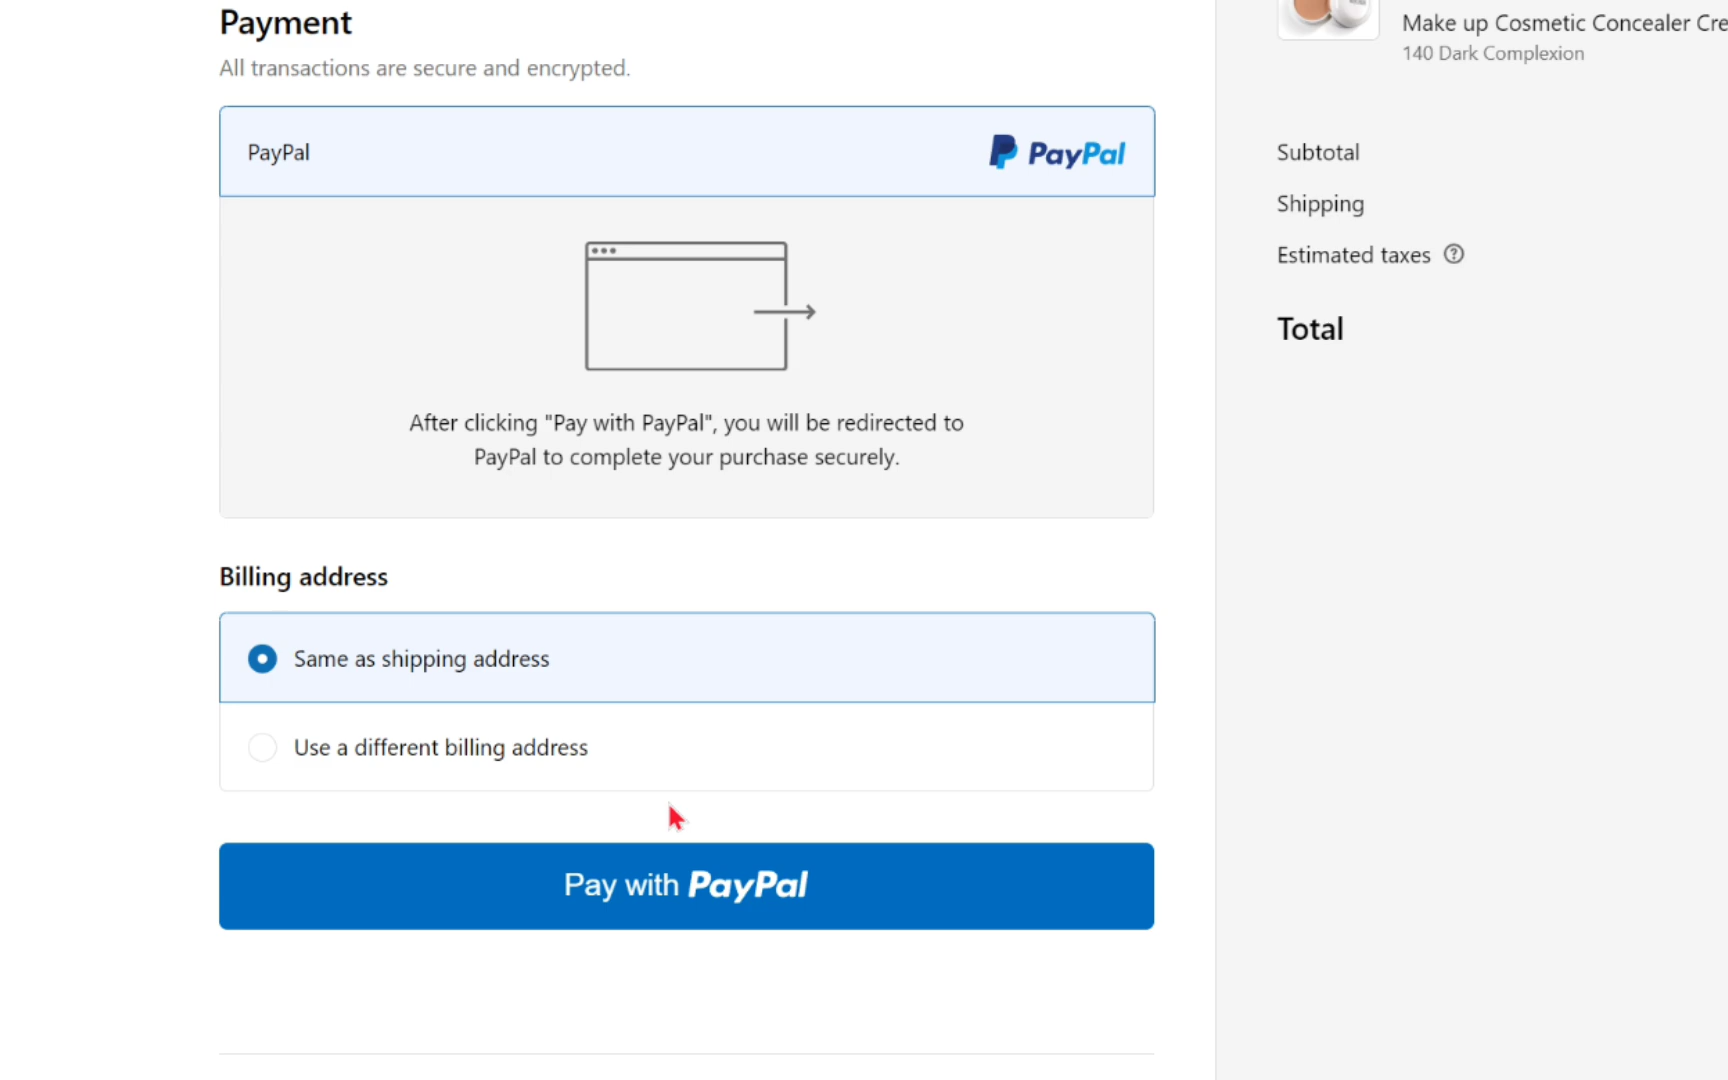 Payment
All transactions are secure and encrypted.
PayPal
PayPal
After clicking "Pay with PayPal", you will be redirected to
PayPal to complete your purchase securely.
Billing address
Same as shipping address
Use a different billing address
Pay with PayPal
Make up Cosmetic Concealer Cre
140 Dark Complexion
Subtotal
Shipping
Estimated taxes
Total